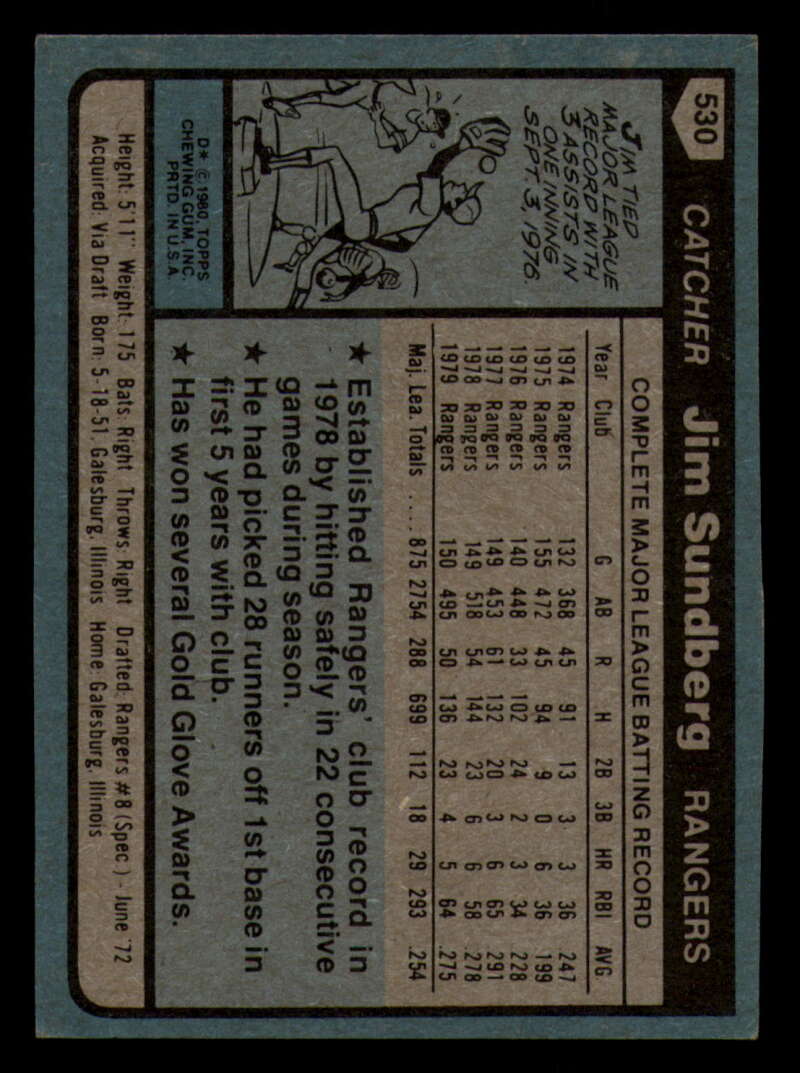 530
CATCHER Jim Sundberg RANGERS
JIM TIED
MAJOR LEAGUE
RECORD WITH
3 ASSISTS IN
ONE INNING
SEPT. 3, 1976.
D* © 1980, TOPPS
CHEWING GUM, INC.
PRTD. IN U.S.A.
COMPLETE MAJOR LEAGUE BATTING RECORD
Year Club G AB R H 2B 3B HR RBI AVG.
1974 Rangers 132 368 45 91 13 3 3 36 .247
1975 Rangers 155 472 45 94 9 0 6 36 .199
1976 Rangers 140 448 33 102 24 2 3 34 .228
1977 Rangers 149 453 61 132 20 3 6 65 .291
1978 Rangers 149 518 54 144 23 6 6 58 .278
1979 Rangers 150 495 50 136 23 4 5 64 .275
Maj. Lea. Totals .... 875 2754 288 699 112 18 29 293 .254
★ Established Rangers' club record in
1978 by hitting safely in 22 consecutive
games during season.
★ He had picked 28 runners off 1st base in
first 5 years with club.
★ Has won several Gold Glove Awards.
Height: 5'11" Weight: 175 Bats: Right Throws: Right Drafted: Rangers #8 (Spec.) - June '72
Acquired: Via Draft Born: 5-18-51, Galesburg, Illinois Home: Galesburg, Illinois